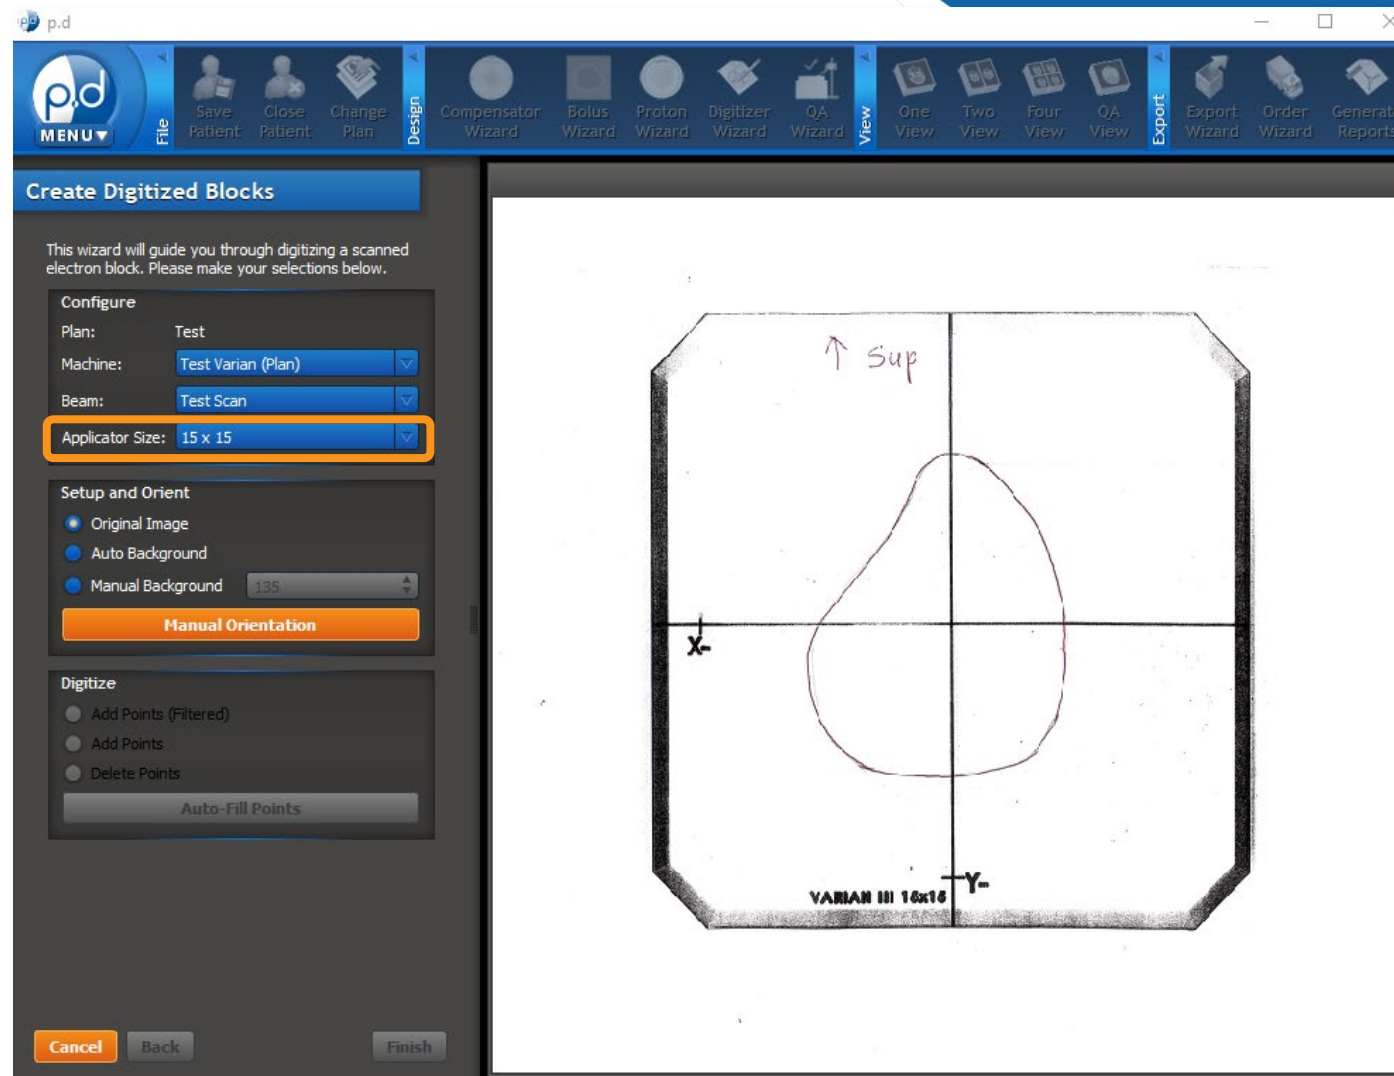 p.d
p.d
MENU
File
Save Patient
Close Patient
Change Plan
Design
Compensator Wizard
Bolus Wizard
Proton Wizard
Digitizer Wizard
QA Wizard
View
One View
Two View
Four View
QA View
Export
Export Wizard
Order Wizard
Generat
Reports
Create Digitized Blocks
This wizard will guide you through digitizing a scanned
electron block. Please make your selections below.
Configure
Plan: Test
Machine: Test Varian (Plan)
Beam: Test Scan
Applicator Size: 15 x 15
Setup and Orient
Original Image
Auto Background
Manual Background 135
Manual Orientation
Digitize
Add Points (Filtered)
Add Points
Delete Points
Auto-Fill Points
Cancel Back Finish
↑ Sup
X-
Y-
VARIAN III 15x15